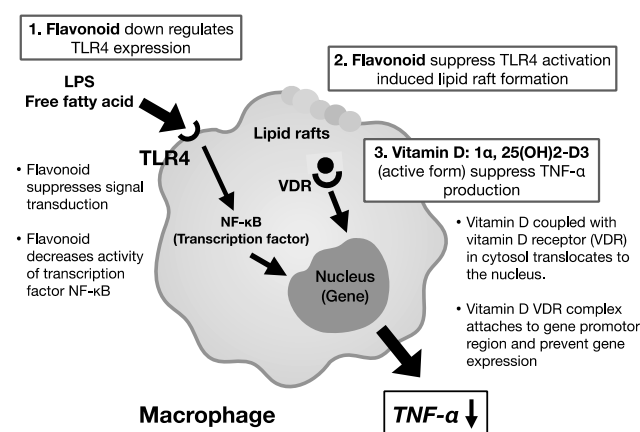 1. Flavonoid down regulates
TLR4 expression
2. Flavonoid suppress TLR4 activation
induced lipid raft formation
LPS
Free fatty acid
Lipid rafts
TLR4
3. Vitamin D: 1α, 25(OH)2-D3
(active form) suppress TNF-α
production
VDR
• Flavonoid
suppresses signal
transduction
• Flavonoid
decreases activity
of transcription
factor NF-κB
NF-κB
(Transcription factor)
Nucleus
(Gene)
• Vitamin D coupled with
vitamin D receptor (VDR)
in cytosol translocates to
the nucleus.
• Vitamin D VDR complex
attaches to gene promotor
region and prevent gene
expression
Macrophage
TNF-α ↓